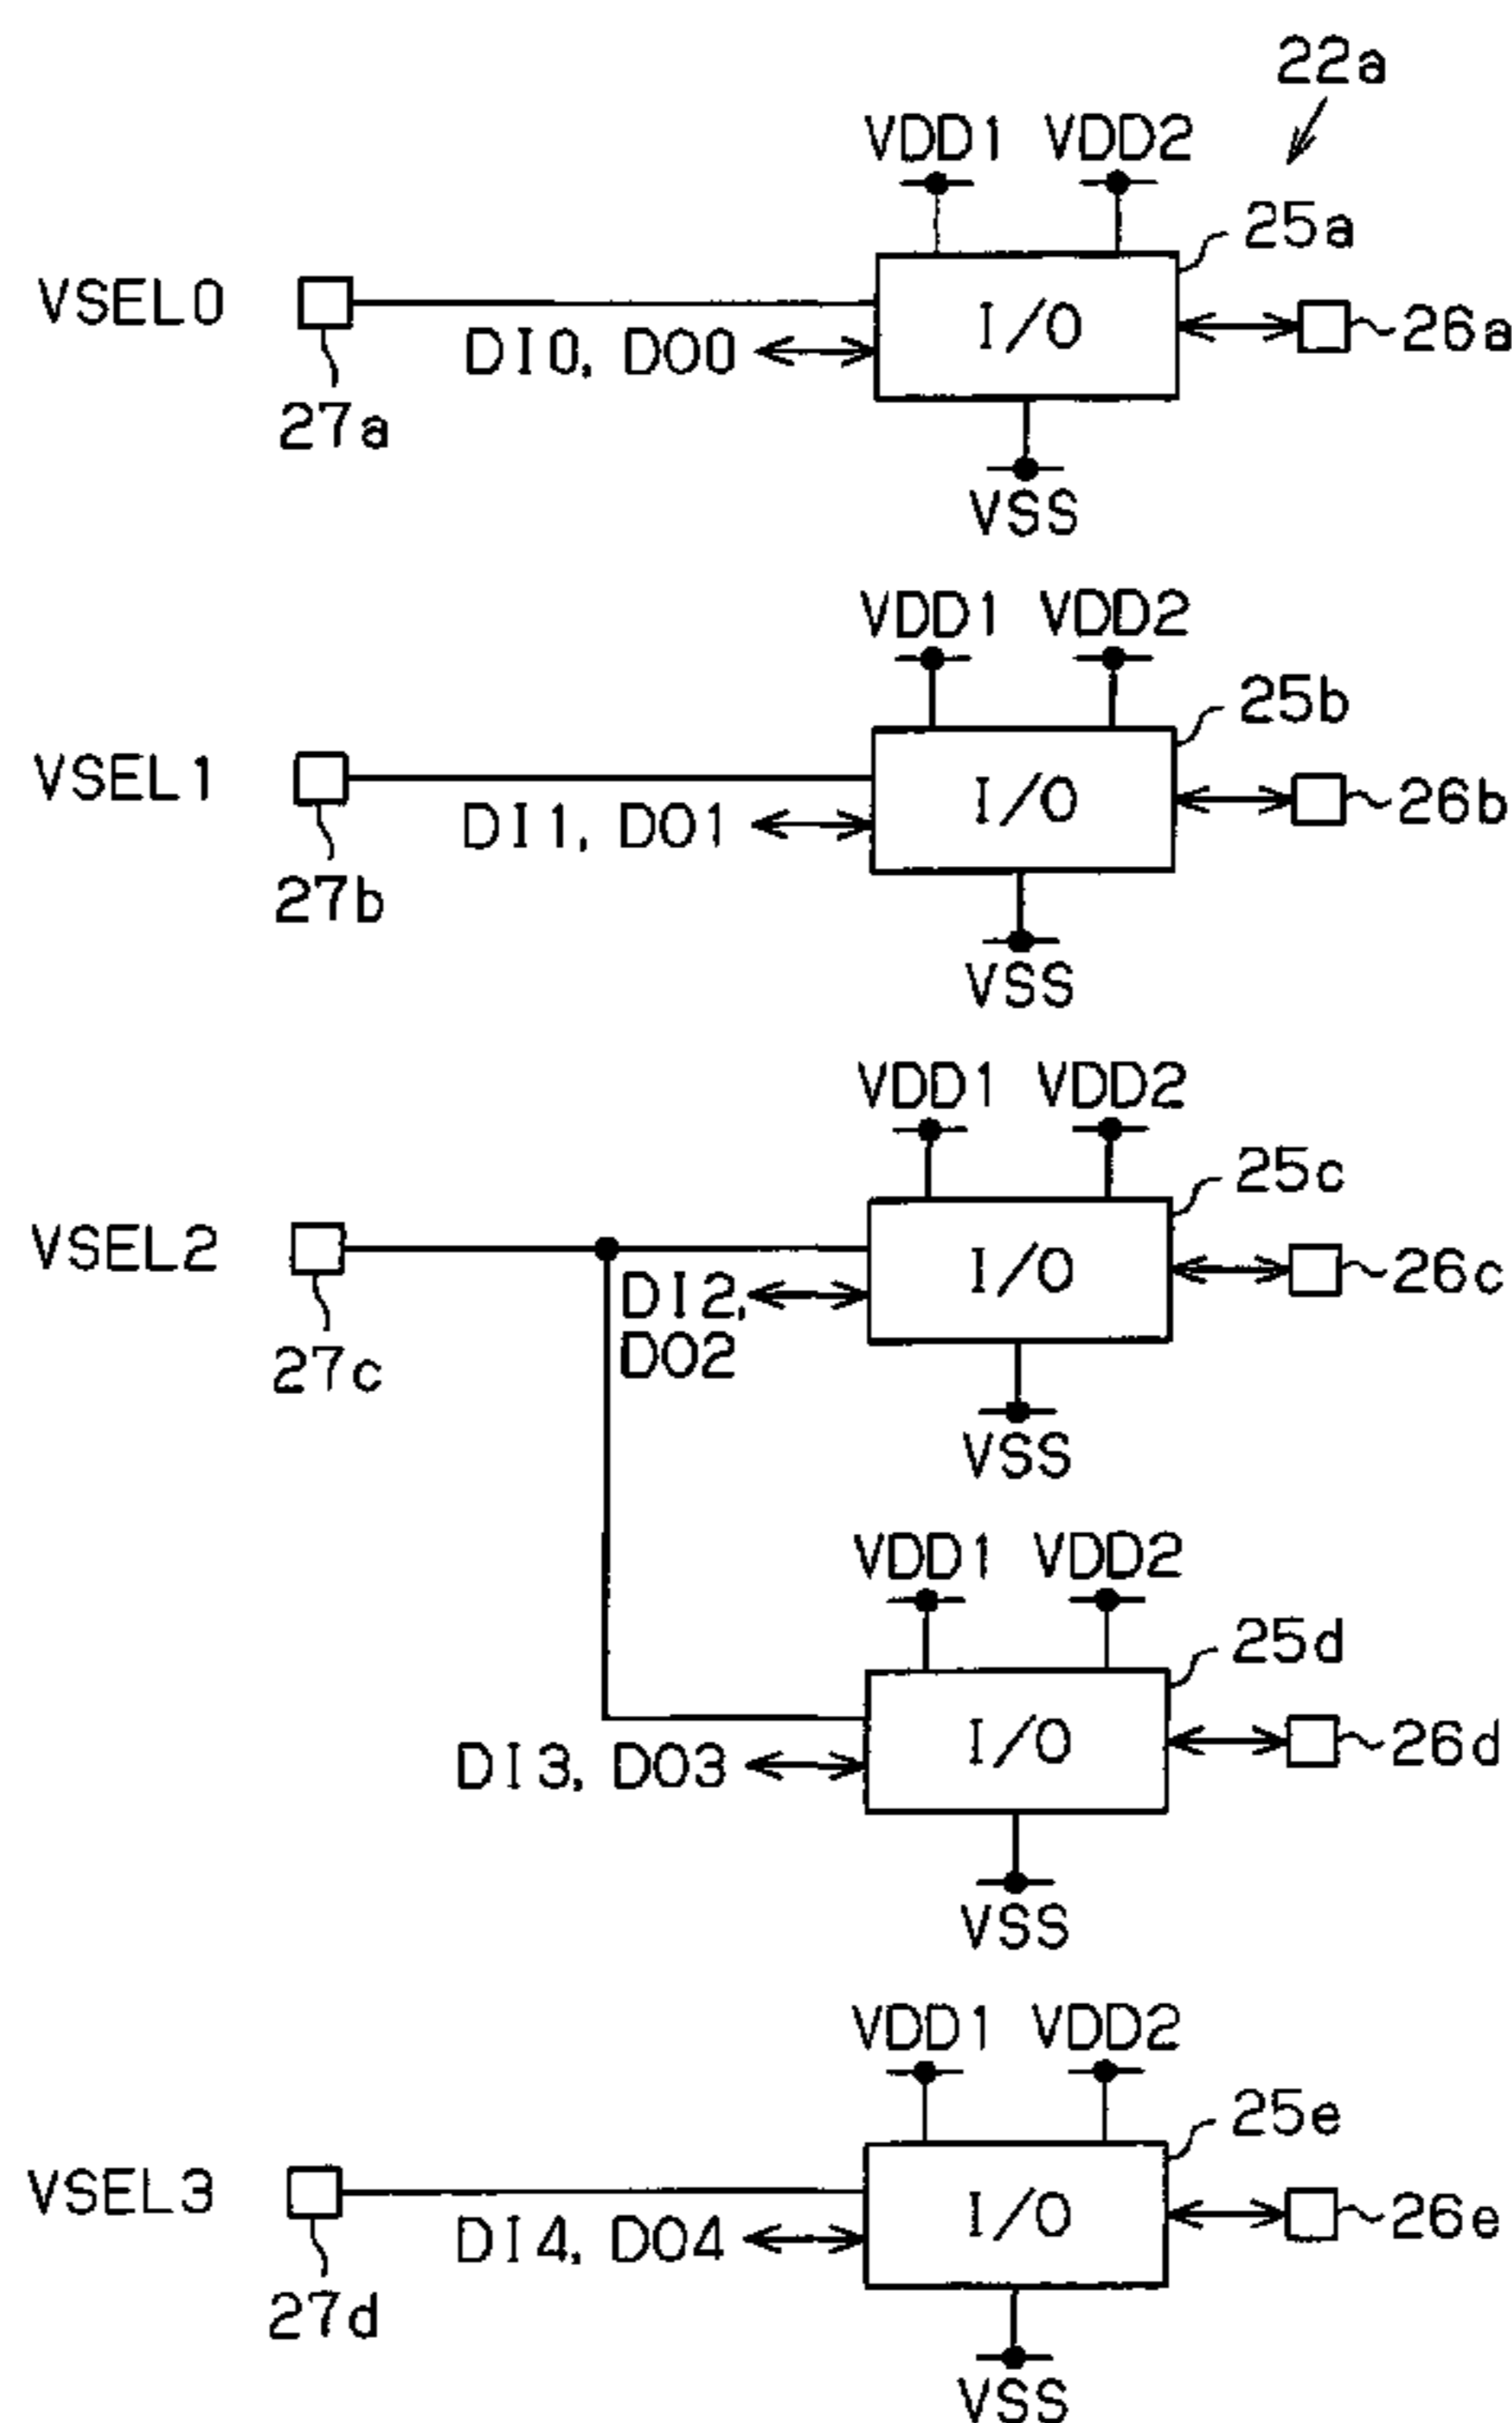 22a
VDD1 VDD2
25a
VSEL0
I/O
26a
DI0, DO0
27a
VSS
VDD1 VDD2
25b
VSEL1
I/O
26b
DI1, DO1
27b
VSS
VDD1 VDD2
25c
VSEL2
I/O
26c
DI2,
DO2
27c
VSS
VDD1 VDD2
25d
I/O
26d
DI3, DO3
VSS
VDD1 VDD2
25e
VSEL3
I/O
26e
DI4, DO4
27d
VSS